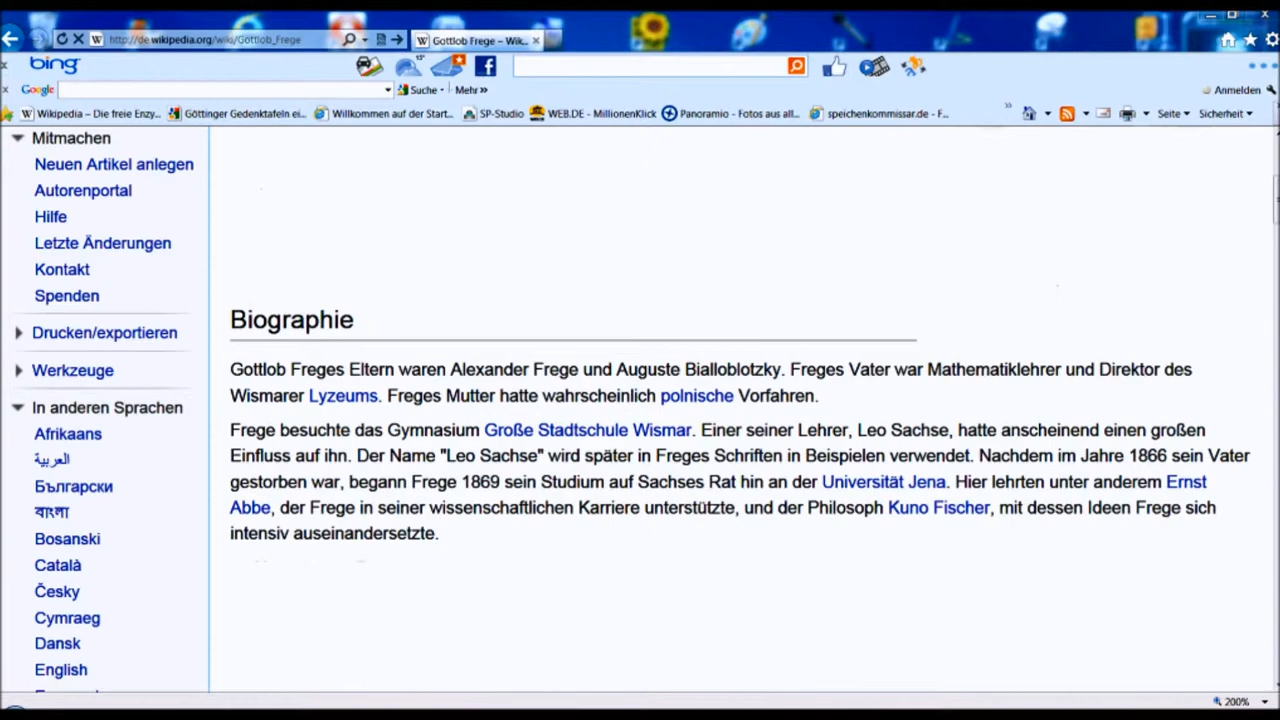 http://de.wikipedia.org/wiki/Gottlob_Frege
Gottlob Frege – Wik...
bing
13°
Google
Suche
Mehr »
Anmelden
Wikipedia – Die freie Enzy...
Göttinger Gedenktafeln ei...
Willkommen auf der Start...
SP-Studio
WEB.DE - MillionenKlick
Panoramio - Fotos aus all...
speichenkommissar.de - F...
»
Seite
Sicherheit
Mitmachen
Neuen Artikel anlegen
Autorenportal
Hilfe
Letzte Änderungen
Kontakt
Spenden
Drucken/exportieren
Werkzeuge
In anderen Sprachen
Afrikaans
العربية
Български
বাংলা
Bosanski
Català
Česky
Cymraeg
Dansk
English
Biographie
Gottlob Freges Eltern waren Alexander Frege und Auguste Bialloblotzky. Freges Vater war Mathematiklehrer und Direktor des
Wismarer Lyzeums. Freges Mutter hatte wahrscheinlich polnische Vorfahren.
Frege besuchte das Gymnasium Große Stadtschule Wismar. Einer seiner Lehrer, Leo Sachse, hatte anscheinend einen großen
Einfluss auf ihn. Der Name "Leo Sachse" wird später in Freges Schriften in Beispielen verwendet. Nachdem im Jahre 1866 sein Vater
gestorben war, begann Frege 1869 sein Studium auf Sachses Rat hin an der Universität Jena. Hier lehrten unter anderem Ernst
Abbe, der Frege in seiner wissenschaftlichen Karriere unterstützte, und der Philosoph Kuno Fischer, mit dessen Ideen Frege sich
intensiv auseinandersetzte.
200%